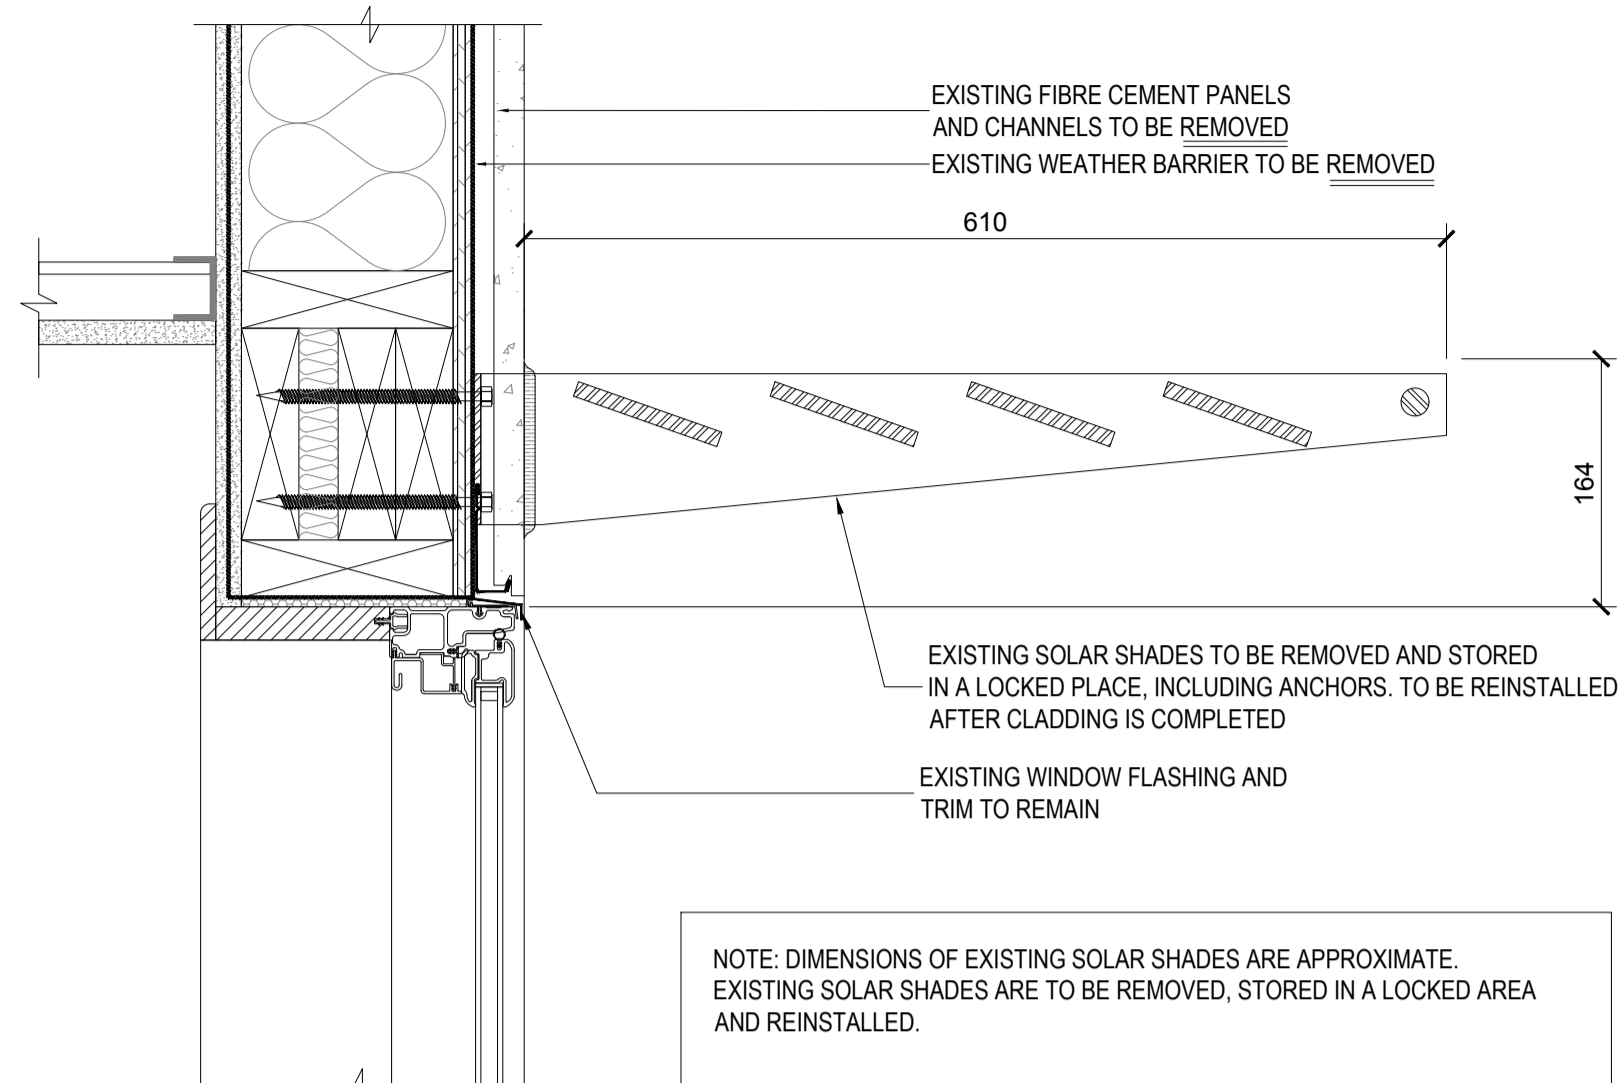 EXISTING FIBRE CEMENT PANELS
AND CHANNELS TO BE REMOVED
EXISTING WEATHER BARRIER TO BE REMOVED
610
164
EXISTING SOLAR SHADES TO BE REMOVED AND STORED
IN A LOCKED PLACE, INCLUDING ANCHORS. TO BE REINSTALLED
AFTER CLADDING IS COMPLETED
EXISTING WINDOW FLASHING AND
TRIM TO REMAIN
NOTE: DIMENSIONS OF EXISTING SOLAR SHADES ARE APPROXIMATE.
EXISTING SOLAR SHADES ARE TO BE REMOVED, STORED IN A LOCKED AREA
AND REINSTALLED.